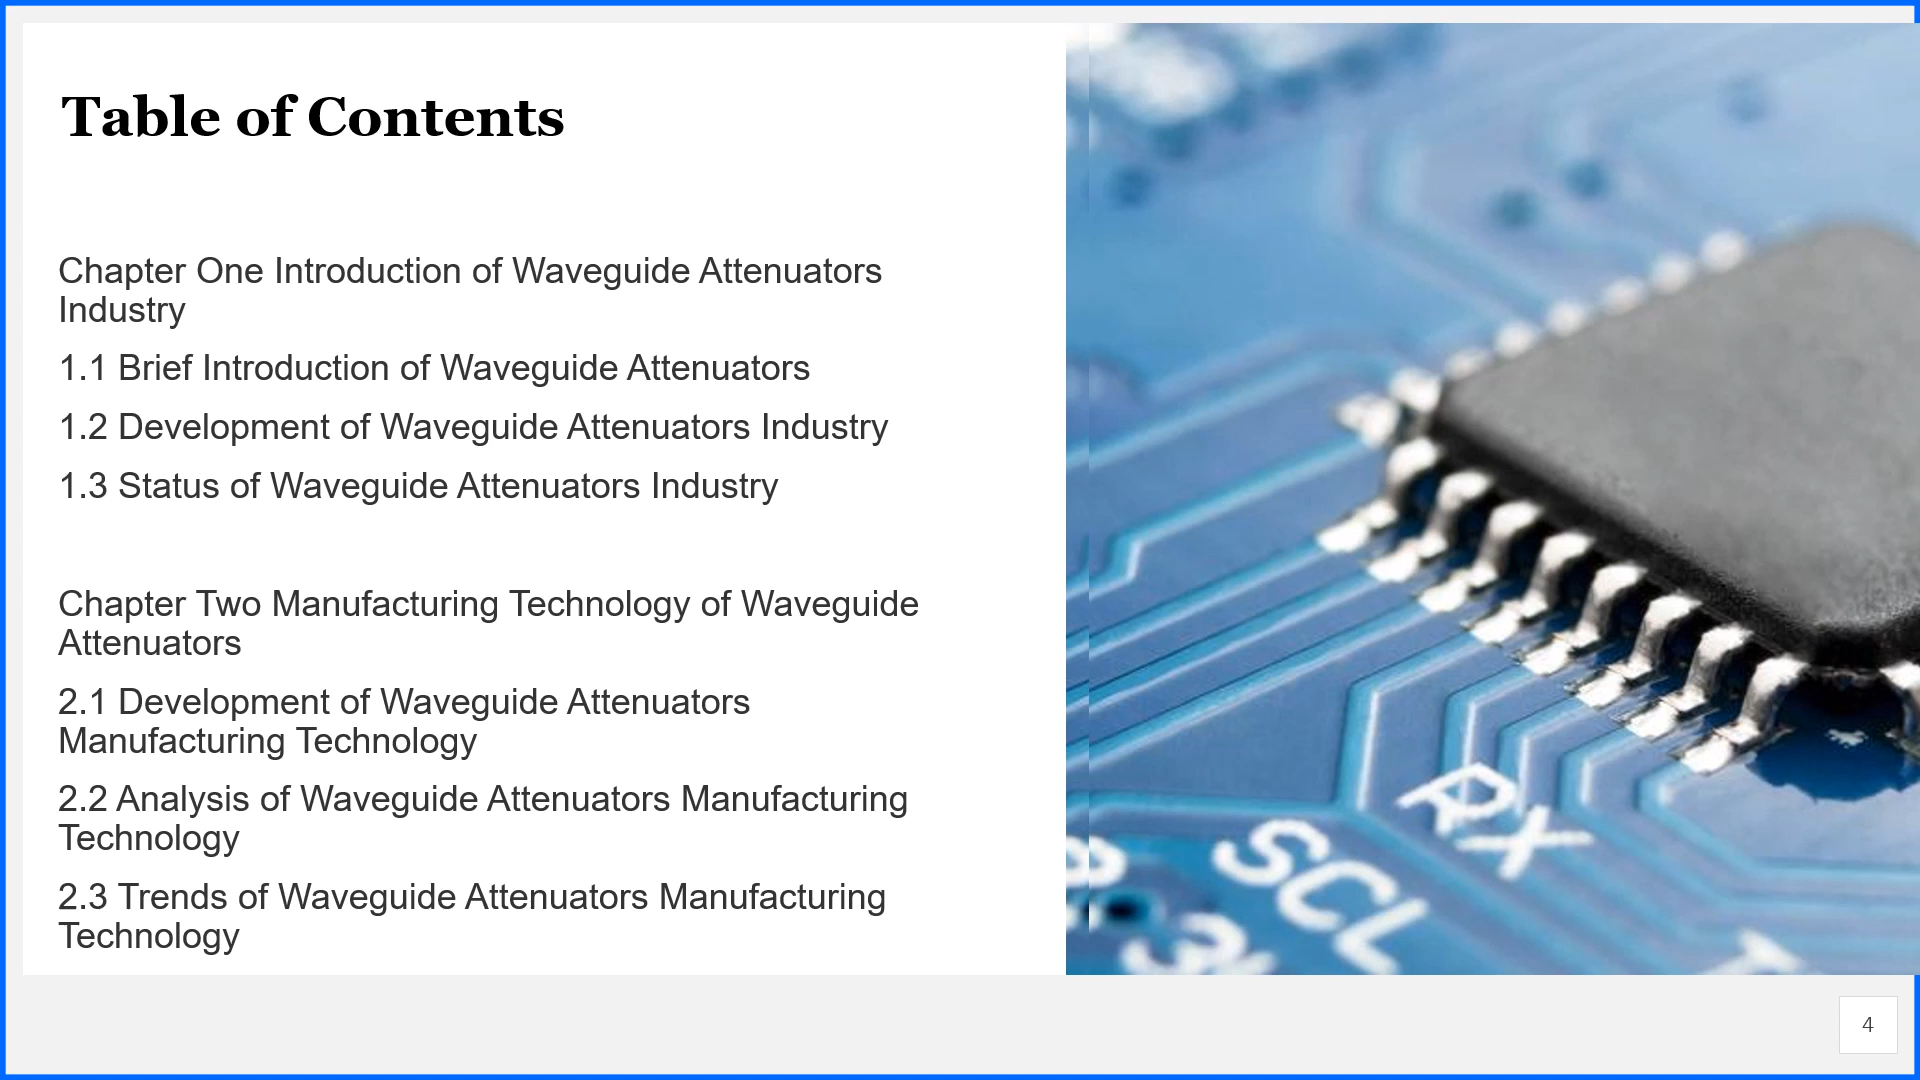 Table of Contents
Chapter One Introduction of Waveguide Attenuators
Industry
1.1 Brief Introduction of Waveguide Attenuators
1.2 Development of Waveguide Attenuators Industry
1.3 Status of Waveguide Attenuators Industry
Chapter Two Manufacturing Technology of Waveguide
Attenuators
2.1 Development of Waveguide Attenuators
Manufacturing Technology
2.2 Analysis of Waveguide Attenuators Manufacturing
Technology
2.3 Trends of Waveguide Attenuators Manufacturing
Technology
RX
SCL
4